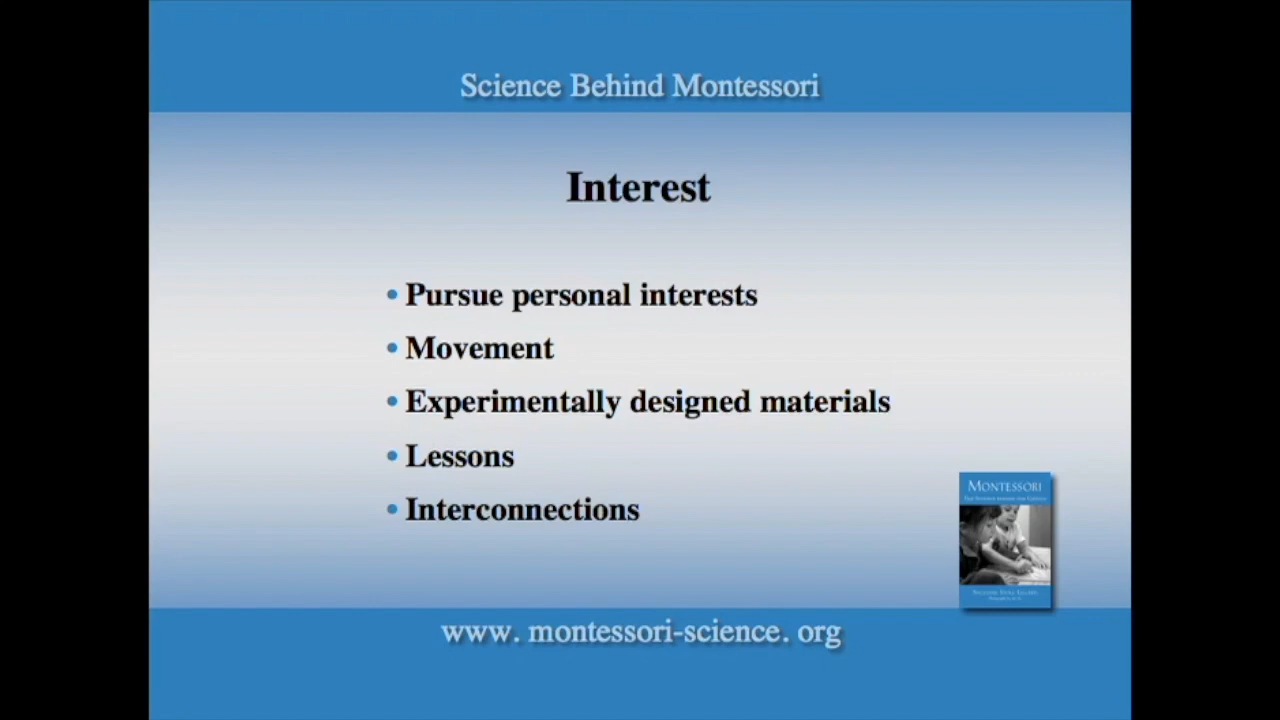 Science Behind Montessori
Interest
• Pursue personal interests
• Movement
• Experimentally designed materials
• Lessons
• Interconnections
MONTESSORI
www. montessori-science. org